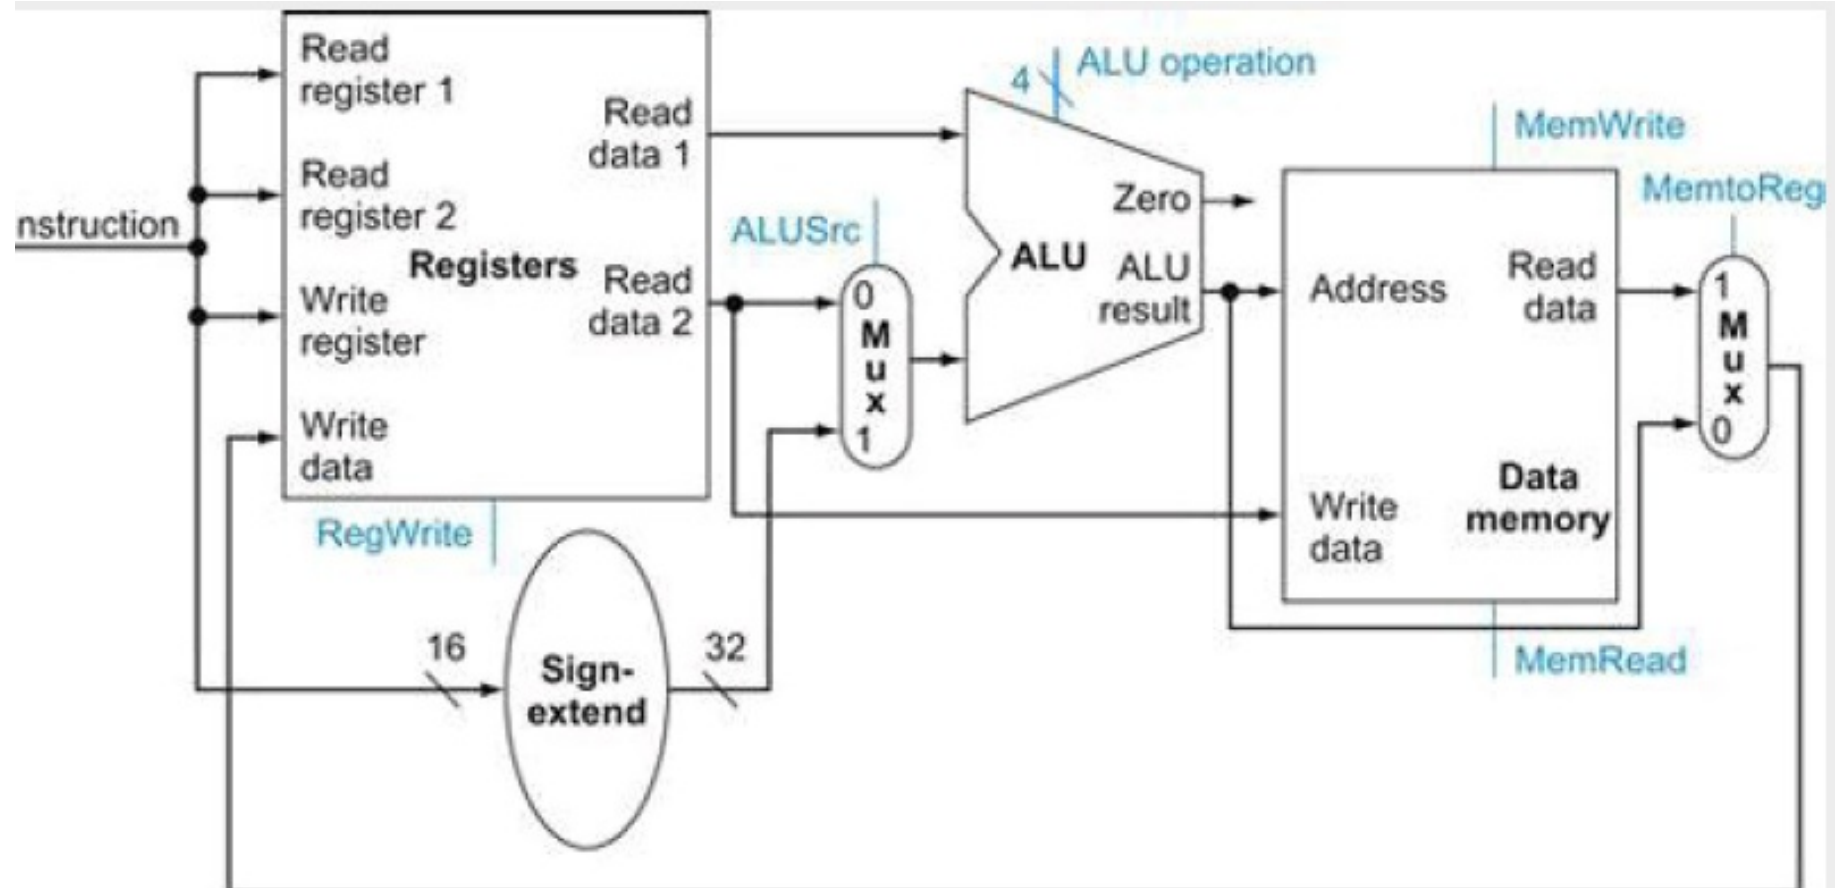 Read
register 1
Read
register 2
nstruction
Registers
Write
register
Write
data
RegWrite
Read
data 1
Read
data 2
16
Sign-
extend
32
ALUSrc
0
M
u
x
1
4
ALU operation
Zero
ALU
ALU
result
MemWrite
Address
Read
data
Write
data
Data
memory
MemRead
MemtoReg
1
M
u
x
0